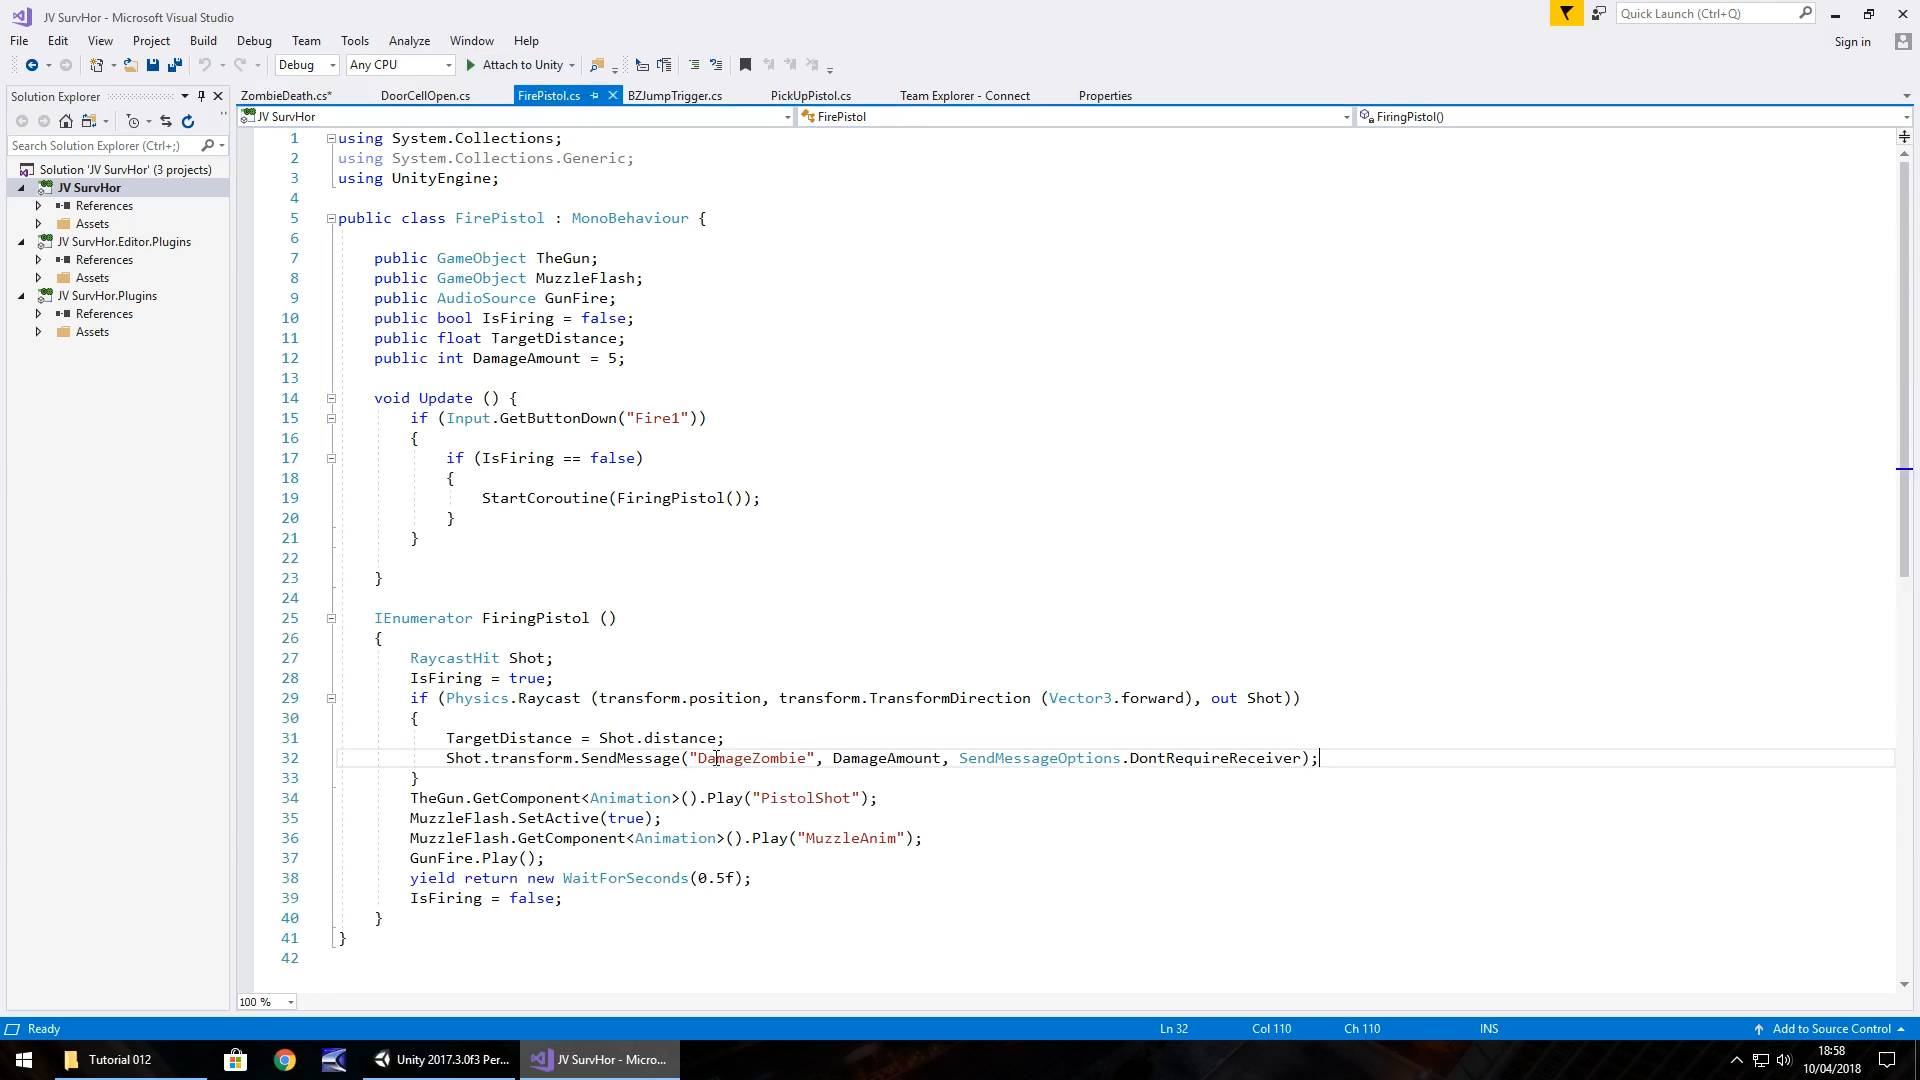 JV SurvHor - Microsoft Visual Studio
Quick Launch (Ctrl+Q)
File Edit View Project Build Debug Team Tools Analyze Window Help
Sign in
Debug Any CPU Attach to Unity
Solution Explorer
ZombieDeath.cs* DoorCellOpen.cs FirePistol.cs BZJumpTrigger.cs PickUpPistol.cs Team Explorer - Connect Properties
JV SurvHor FirePistol FiringPistol()
Search Solution Explorer (Ctrl+;)
Solution 'JV SurvHor' (3 projects)
JV SurvHor
References
Assets
JV SurvHor.Editor.Plugins
References
Assets
JV SurvHor.Plugins
References
Assets
1 using System.Collections;
2 using System.Collections.Generic;
3 using UnityEngine;
4
5 public class FirePistol : MonoBehaviour {
6
7 public GameObject TheGun;
8 public GameObject MuzzleFlash;
9 public AudioSource GunFire;
10 public bool IsFiring = false;
11 public float TargetDistance;
12 public int DamageAmount = 5;
13
14 void Update () {
15 if (Input.GetButtonDown("Fire1"))
16 {
17 if (IsFiring == false)
18 {
19 StartCoroutine(FiringPistol());
20 }
21 }
22
23 }
24
25 IEnumerator FiringPistol ()
26 {
27 RaycastHit Shot;
28 IsFiring = true;
29 if (Physics.Raycast (transform.position, transform.TransformDirection (Vector3.forward), out Shot))
30 {
31 TargetDistance = Shot.distance;
32 Shot.transform.SendMessage("DamageZombie", DamageAmount, SendMessageOptions.DontRequireReceiver);
33 }
34 TheGun.GetComponent<Animation>().Play("PistolShot");
35 MuzzleFlash.SetActive(true);
36 MuzzleFlash.GetComponent<Animation>().Play("MuzzleAnim");
37 GunFire.Play();
38 yield return new WaitForSeconds(0.5f);
39 IsFiring = false;
40 }
41 }
42
100 %
Ready Ln 32 Col 110 Ch 110 INS Add to Source Control
Tutorial 012 Unity 2017.3.0f3 Per... JV SurvHor - Micro...
18:58
10/04/2018